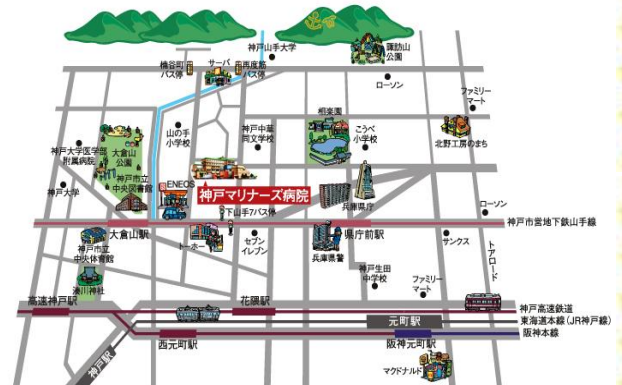 神戸山手大学
諏訪山
公園
楠谷町
バス停
サーバ
再度筋
バス停
ローソン
ファミリー
マート
相楽園
山の手
小学校
神戸中華
同文学校
こうべ
小学校
北野工房のまち
神戸大学医学部
附属病院
大倉山
公園
神戸市立
中央図書館
神戸大学
ENEOS
神戸マリナーズ病院
下山手7バス停
兵庫県庁
ローソン
神戸市営地下鉄山手線
大倉山駅
県庁前駅
トーホー
セブン
イレブン
兵庫県警
サンクス
トアロード
神戸市立
中央体育館
湊川神社
神戸生田
中学校
ファミリー
マート
高速神戸駅
花隈駅
神戸高速鉄道
元町駅
東海道本線(JR神戸線)
西元町駅
阪神元町駅
阪神本線
神戸駅
マクドナルド